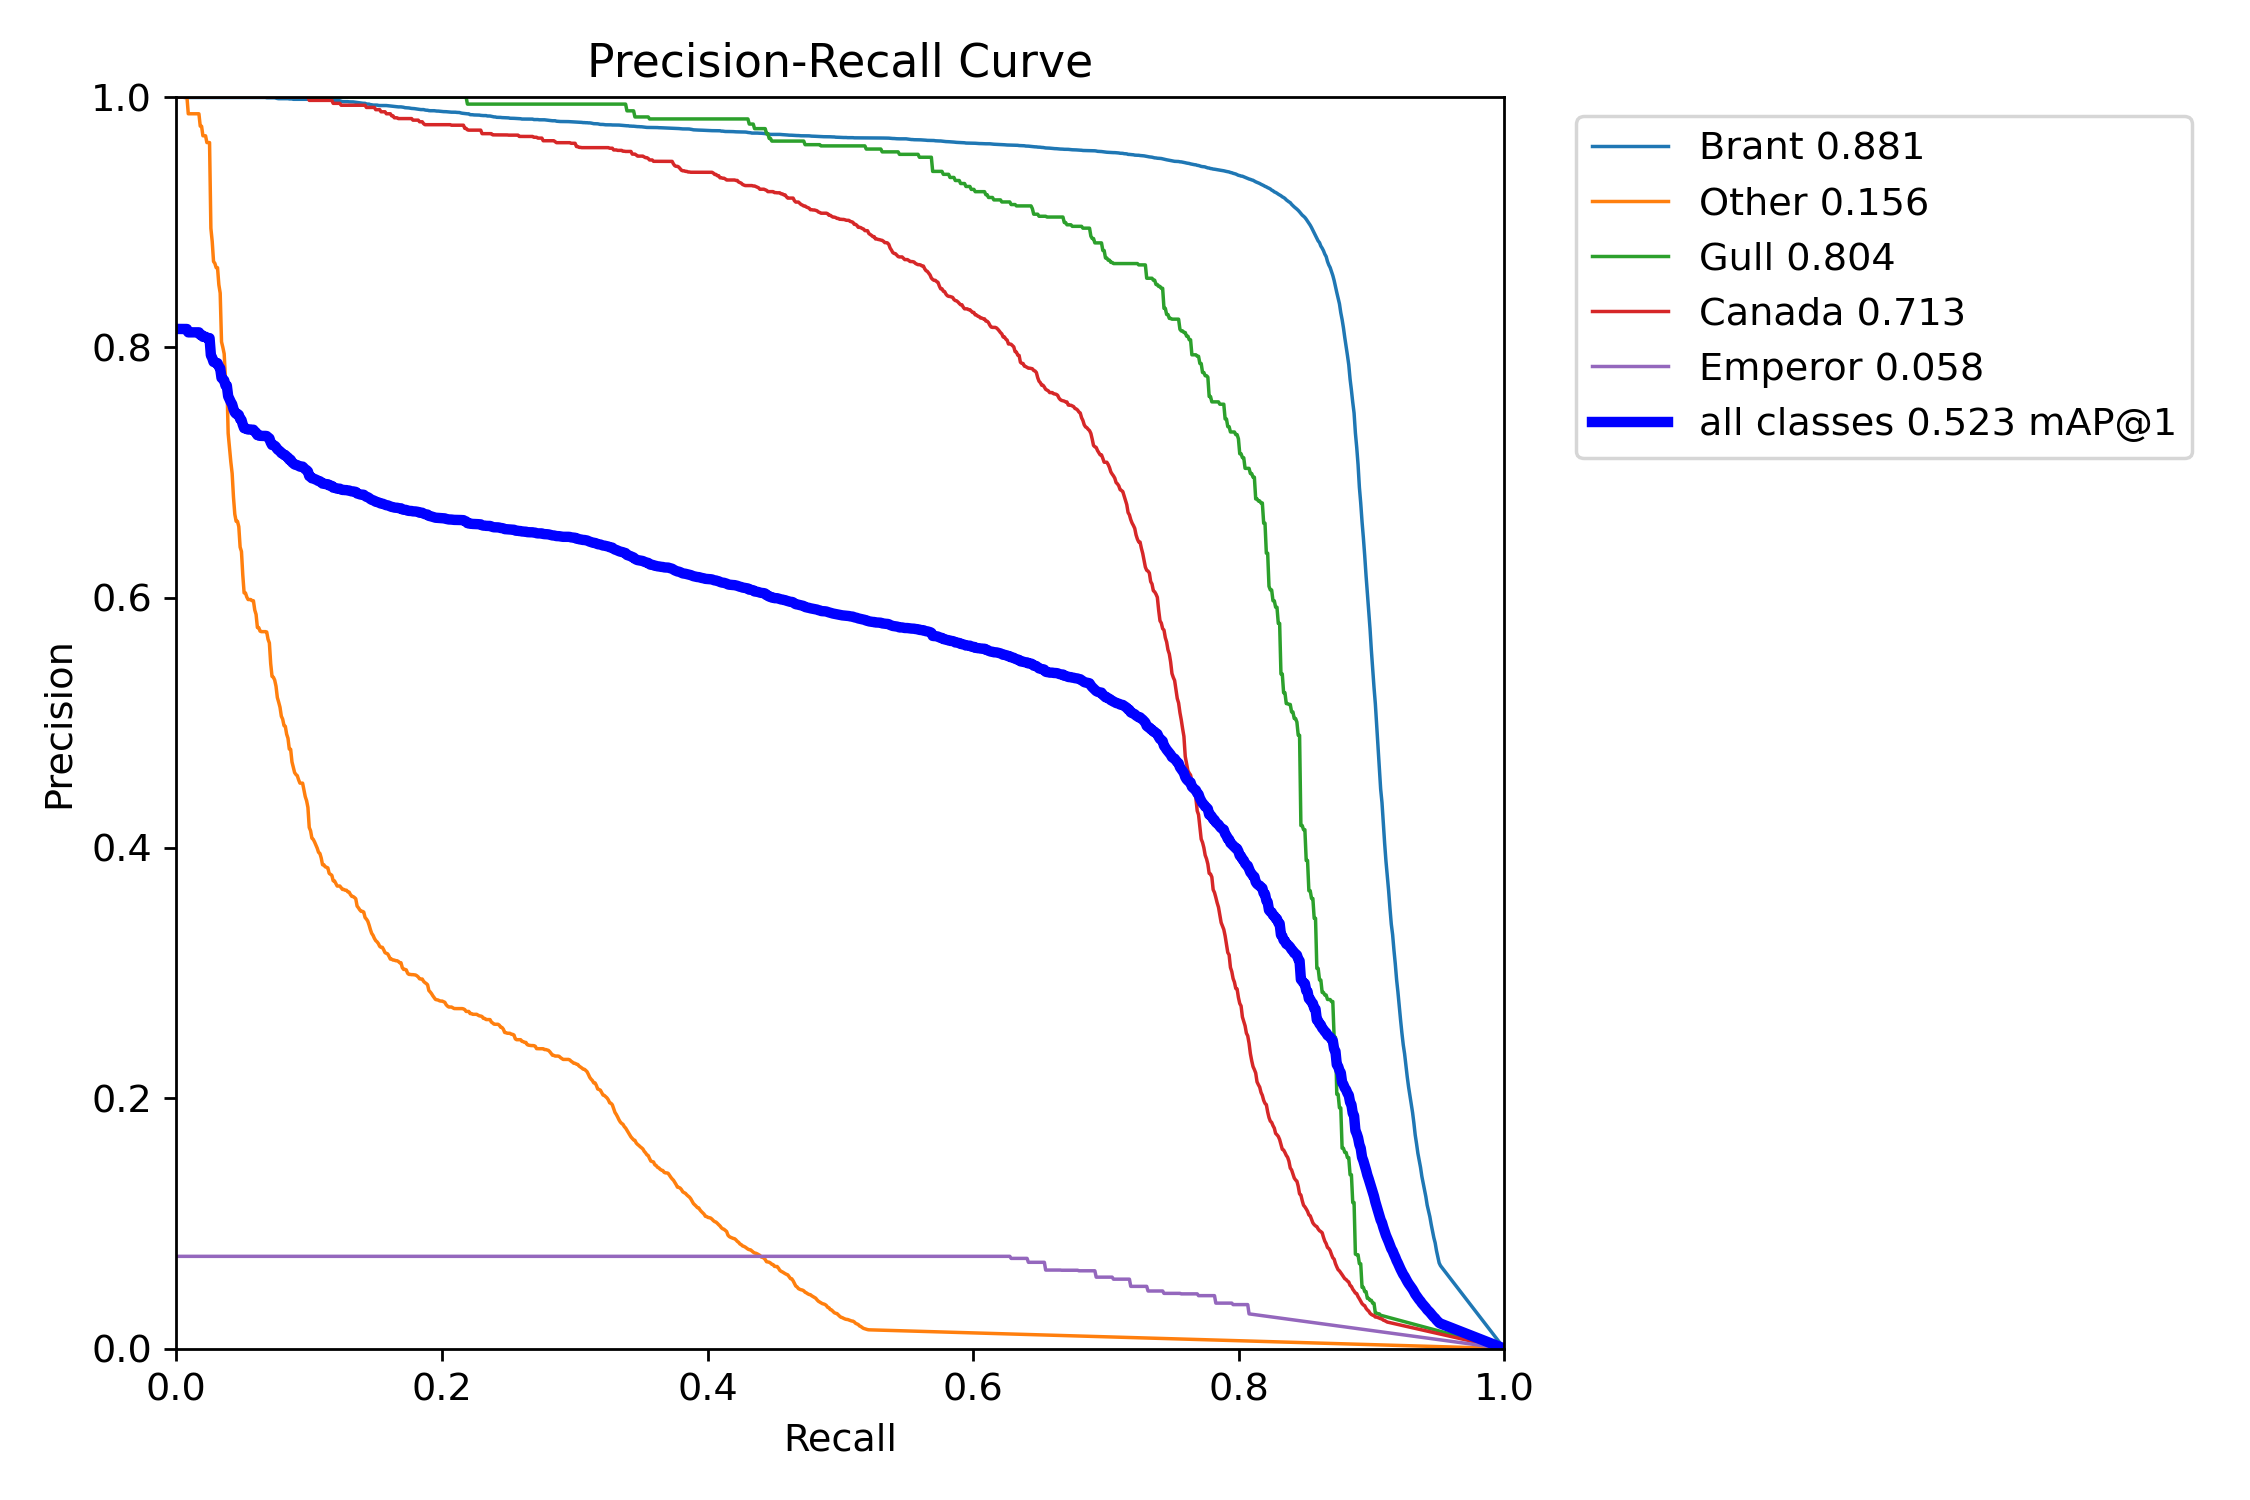 Precision-Recall Curve
1.0
0.8
0.6
0.4
0.2
0.0
Precision
0.0 0.2 0.4 0.6 0.8 1.0
Recall
Brant 0.881
Other 0.156
Gull 0.804
Canada 0.713
Emperor 0.058
all classes 0.523 mAP@1